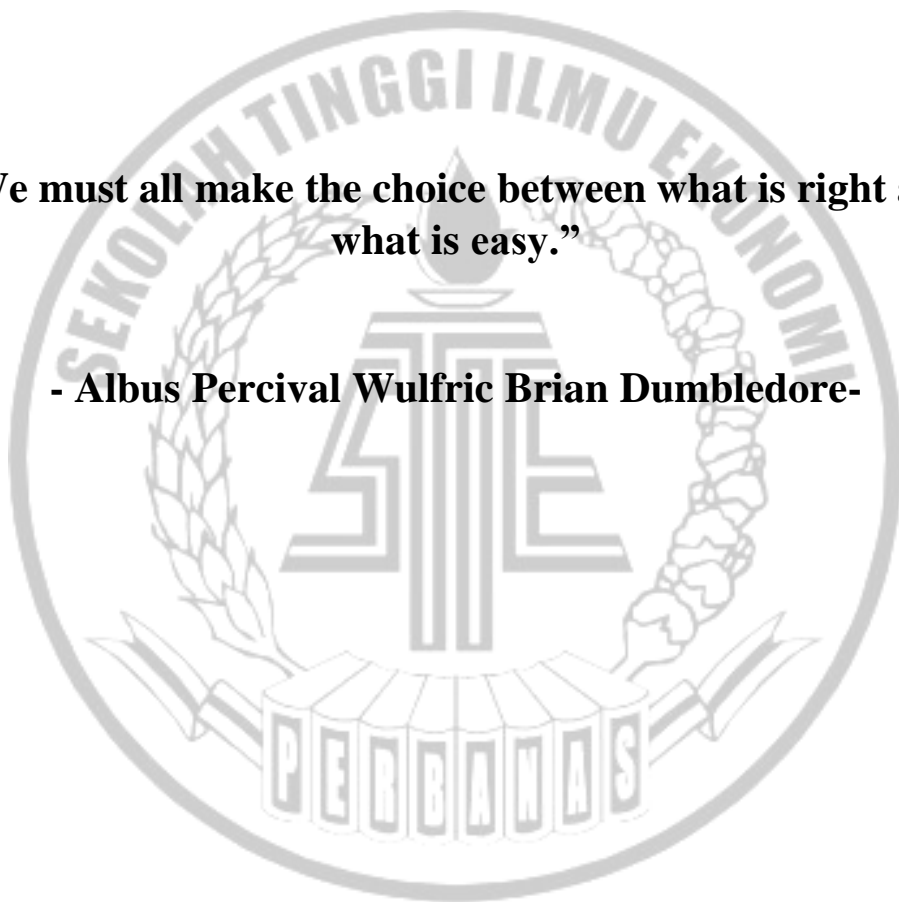 SEKOLAH TINGGI ILMU EKONOMI
e must all make the choice between what is right a
what is easy.”
- Albus Percival Wulfric Brian Dumbledore-
STIE
PERBANAS